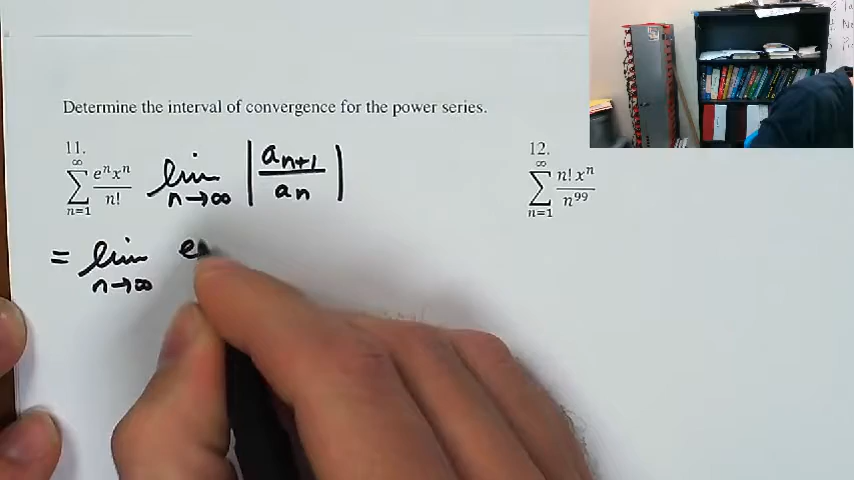 Determine the interval of convergence for the power series.
11.
∞
∑ eⁿxⁿ/n! lim |aₙ₊₁/aₙ|
n=1 n→∞
12.
∞
∑ n! xⁿ/n⁹⁹
n=1
= lim e
n→∞